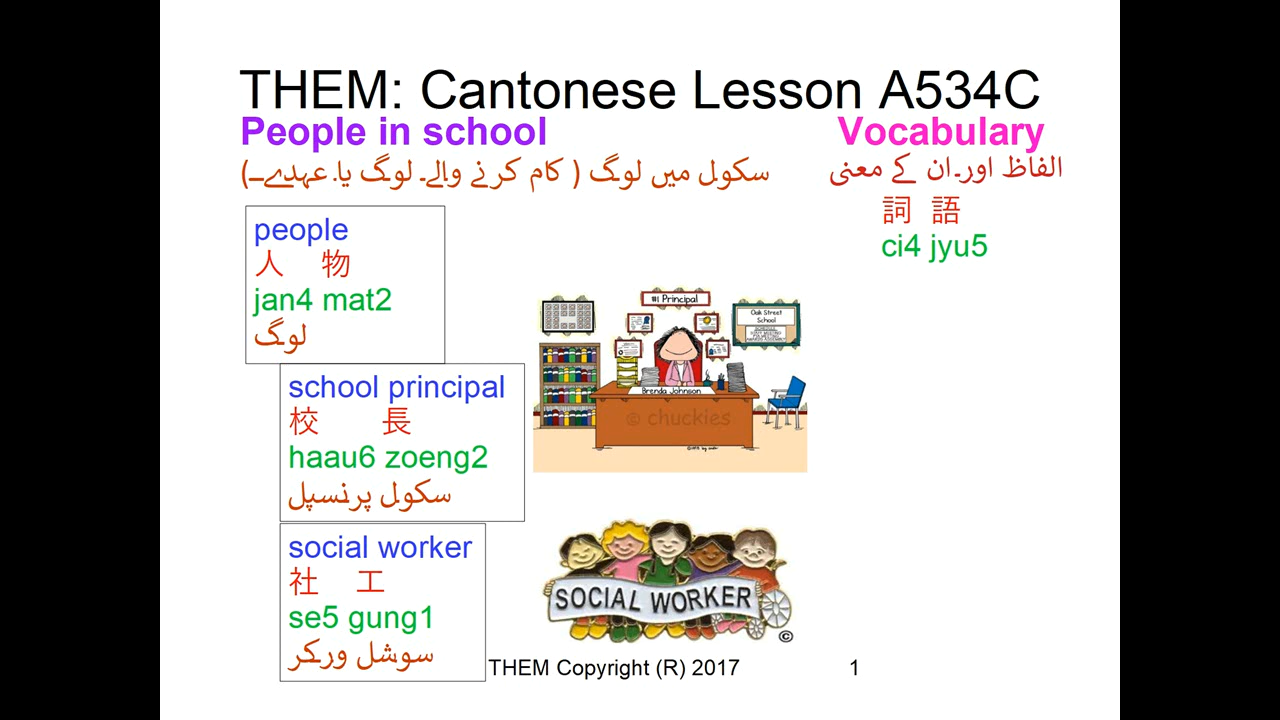 THEM: Cantonese Lesson A534C
People in school
Vocabulary
سکول میں لوگ ( کام کرنے والے۔ لوگ یا۔ عہدے۔)
الفاظ اور۔ان کے معنی
詞 語
ci4 jyu5
people
人 物
jan4 mat2
لوگ
school principal
校 長
haau6 zoeng2
سکول پرنسپل
#1 Principal
Oak Street
School
Brenda Johnson
© chuckies
social worker
社 工
se5 gung1
سوشل ورکر
SOCIAL WORKER
©
THEM Copyright (R) 2017
1